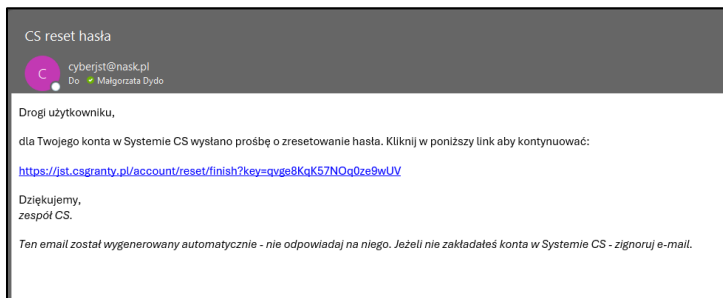 CS reset hasła
C
cyberjst@nask.pl
Do Małgorzata Dydo
Drogi użytkowniku,
dla Twojego konta w Systemie CS wysłano prośbę o zresetowanie hasła. Kliknij w poniższy link aby kontynuować:
https://jst.csgranty.pl/account/reset/finish?key=qvge8KqK57NOq0ze9wUV
Dziękujemy,
zespół CS.
Ten email został wygenerowany automatycznie - nie odpowiadaj na niego. Jeżeli nie zakładałeś konta w Systemie CS - zignoruj e-mail.